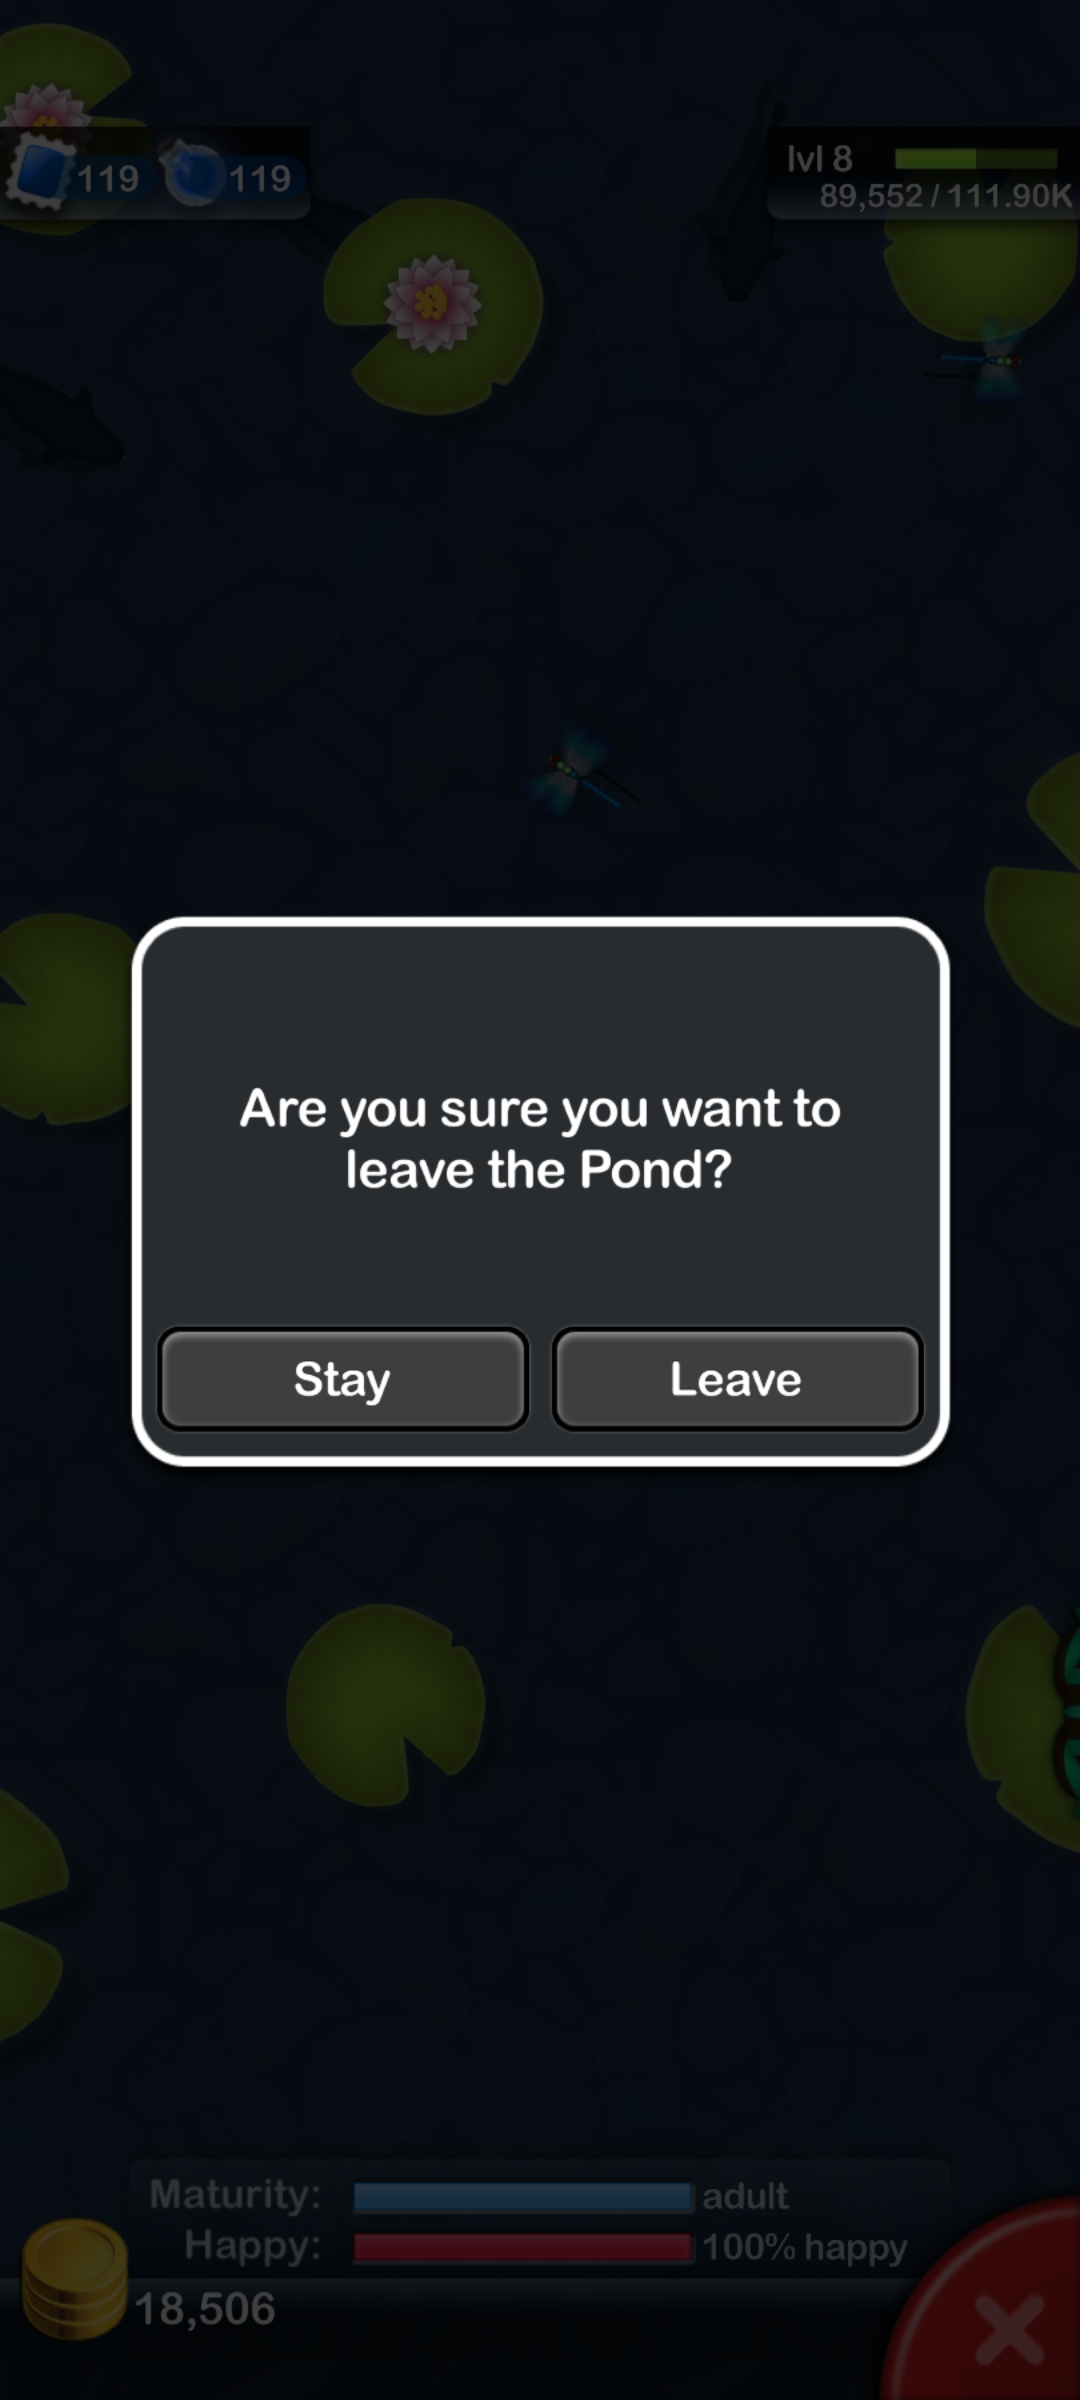 119 119
lvl 8
89,552 / 111.90K
Are you sure you want to
leave the Pond?
Stay Leave
Maturity: adult
Happy: 100% happy
18,506